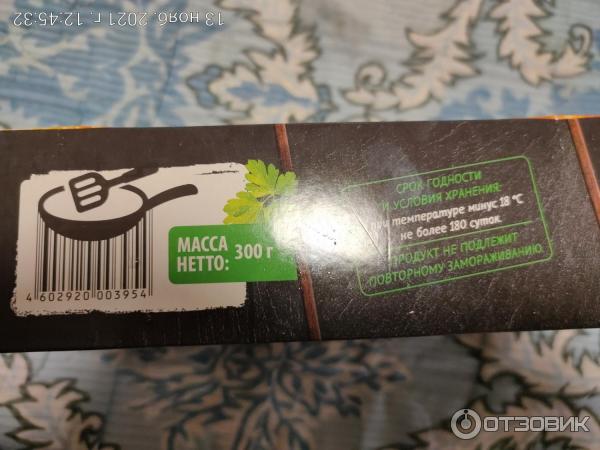 13 нояб. 2021 г. 12:45:32
МАССА
НЕТТО: 300 г
4 602920 003954
СРОК ГОДНОСТИ
И УСЛОВИЯ ХРАНЕНИЯ:
при температуре минус 18 °С
не более 180 суток.
ПРОДУКТ НЕ ПОДЛЕЖИТ
ПОВТОРНОМУ ЗАМОРАЖИВАНИЮ.
ОТЗОВИК